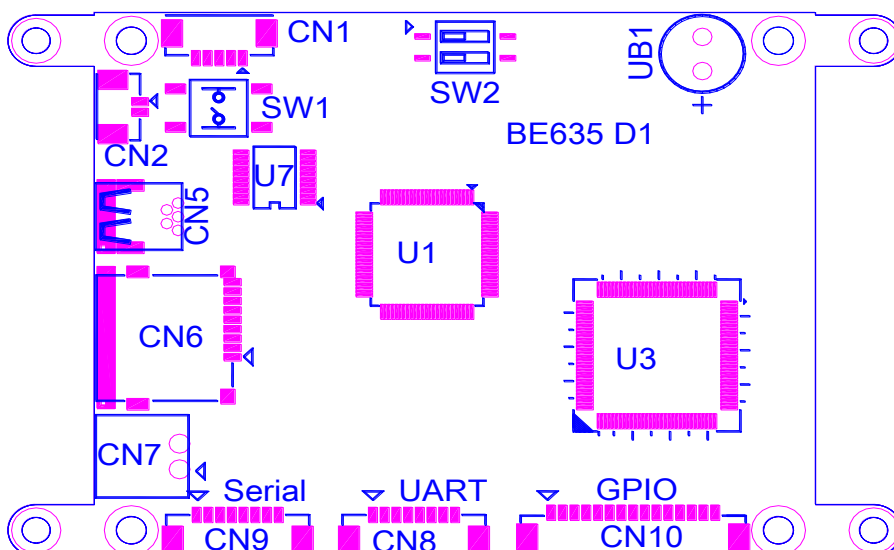 CN1
UB1
SW2
SW1
BE635 D1
CN2
U7
CN5
U1
CN6
U3
CN7
Serial
UART
GPIO
CN9
CN8
CN10